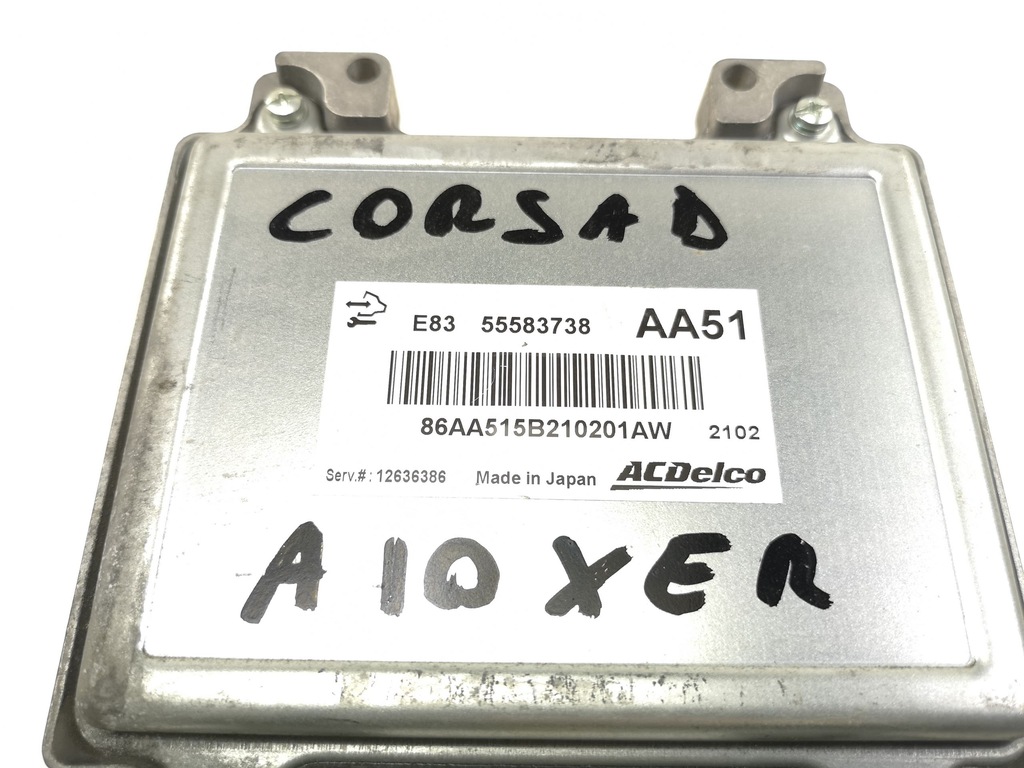 CORSA D
E83 55583738 AA51
86AA515B210201AW 2102
Serv.#: 12636386 Made in Japan ACDelco
A10XER